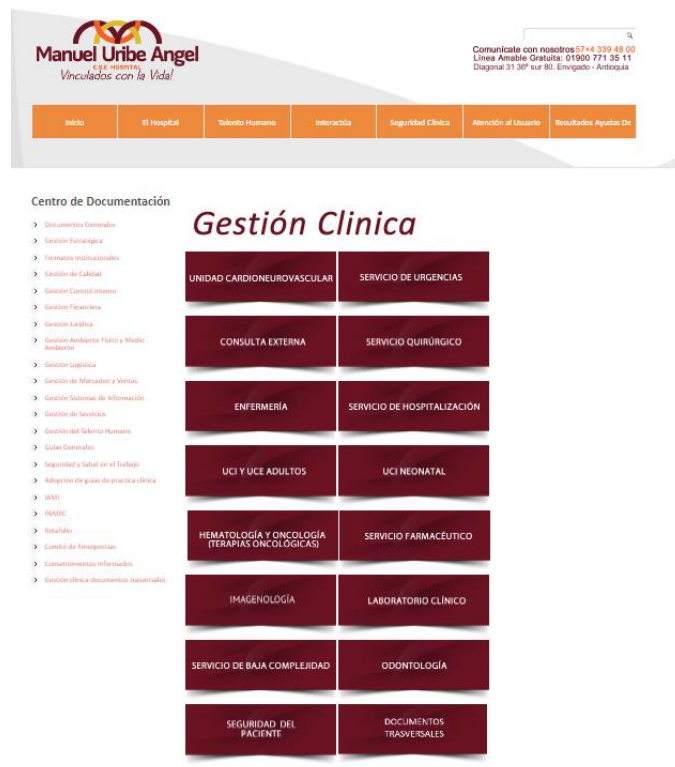 Manuel Uribe Angel
E.S.E HOSPITAL
Vinculados con la Vida!
Comunícate con nosotros 57+4 339 48 00
Línea Amable Gratuita: 01900 771 35 11
Diagonal 31 36ª sur 80. Envigado - Antioquia
Inicio
El Hospital
Talento Humano
Interactúa
Seguridad Clínica
Atención al Usuario
Resultados Ayudas Dx
Centro de Documentación
Documentos Generales
Gestión Estratégica
Formatos Institucionales
Gestión de Calidad
Gestión Control Interno
Gestion Financiera
Gestión Jurídica
Gestión Ambiente Físico y Medio
Ambiente
Gestión Logística
Gestión de Mercadeo y Ventas
Gestión Sistemas de Información
Gestión de Servicios
Gestión del Talento Humano
Guías Generales
Seguridad y Salud en el Trabajo
Adopción de guías de practica clínica
IAMI
PAMEC
Rotafolio
Comité de Emergencias
Consentimientos Informados
Gestión clínica documentos trasversales
Gestión Clinica
UNIDAD CARDIONEUROVASCULAR
SERVICIO DE URGENCIAS
CONSULTA EXTERNA
SERVICIO QUIRÚRGICO
ENFERMERÍA
SERVICIO DE HOSPITALIZACIÓN
UCI Y UCE ADULTOS
UCI NEONATAL
HEMATOLOGÍA Y ONCOLOGÍA
(TERAPIAS ONCOLÓGICAS)
SERVICIO FARMACÉUTICO
IMAGENOLOGÍA
LABORATORIO CLÍNICO
SERVICIO DE BAJA COMPLEJIDAD
ODONTOLOGÍA
SEGURIDAD DEL
PACIENTE
DOCUMENTOS
TRASVERSALES